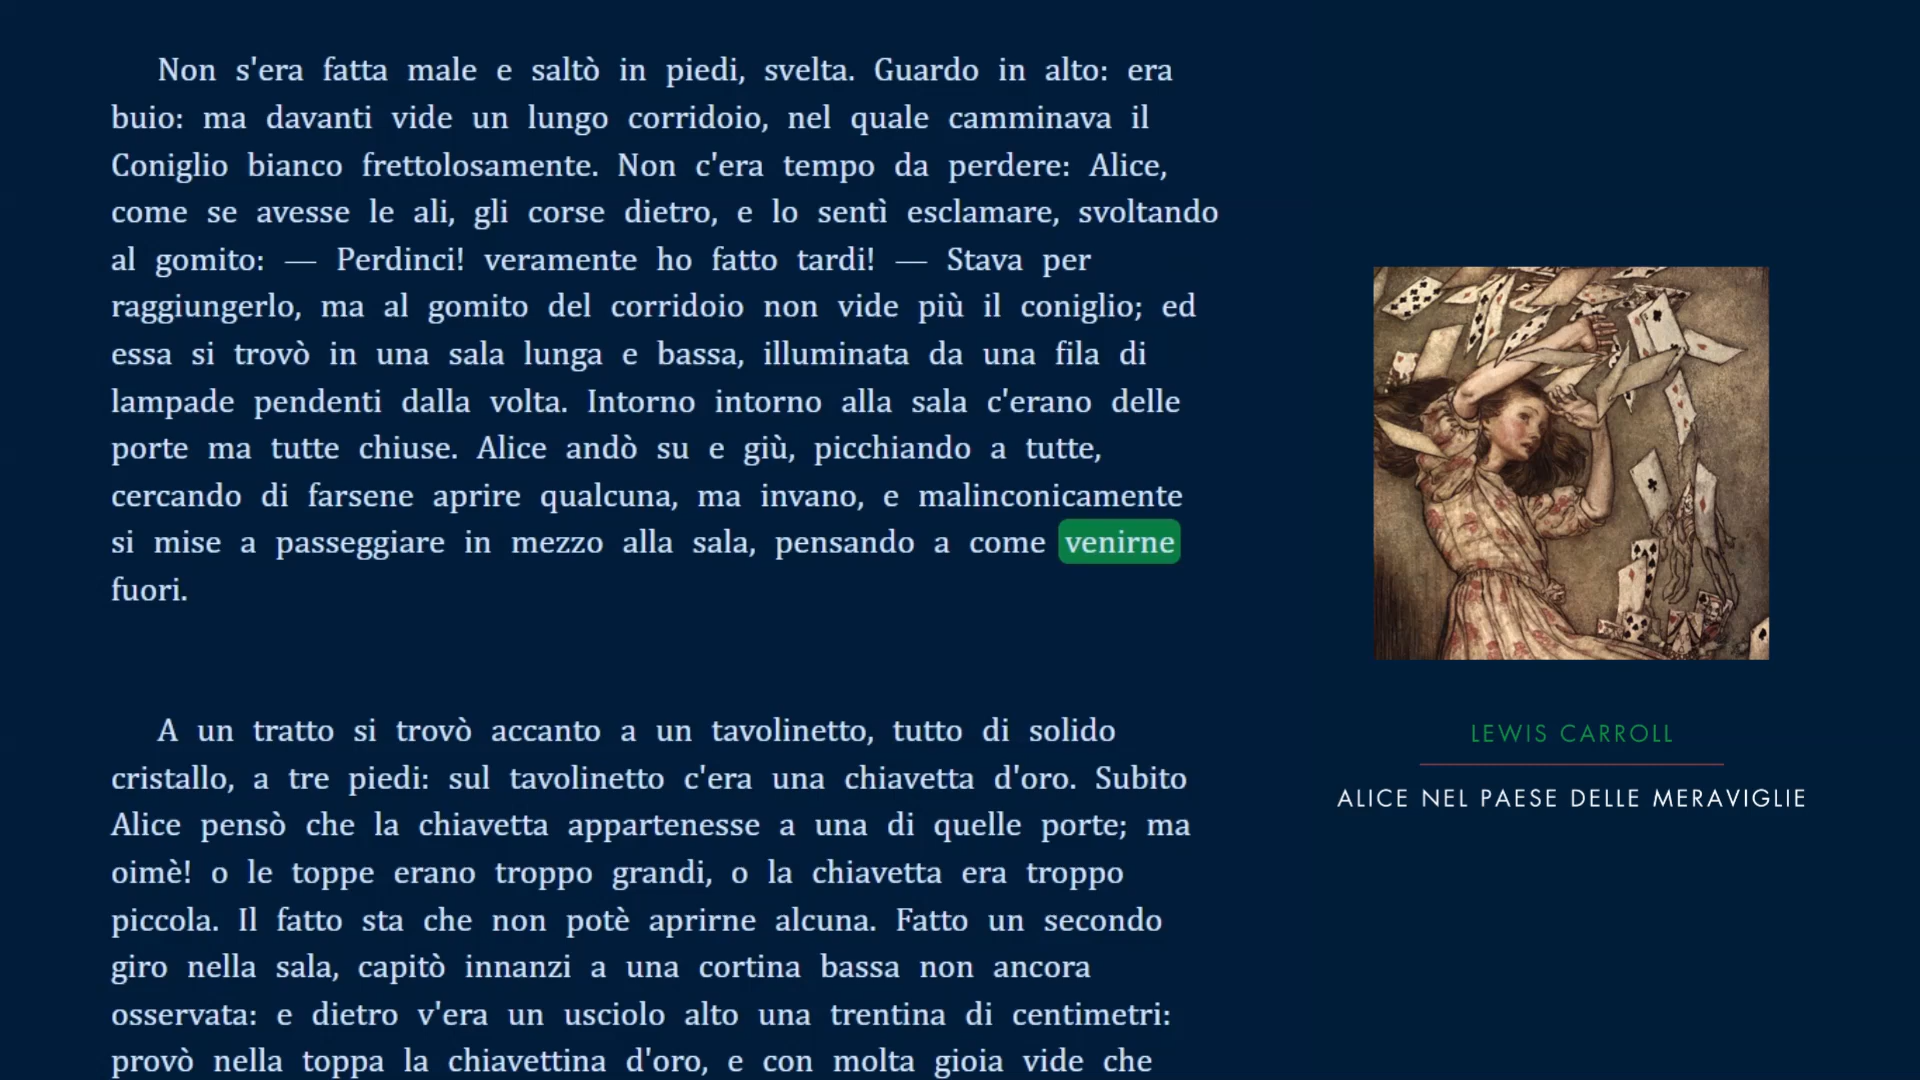 Non s'era fatta male e saltò in piedi, svelta. Guardo in alto: era
buio: ma davanti vide un lungo corridoio, nel quale camminava il
Coniglio bianco frettolosamente. Non c'era tempo da perdere: Alice,
come se avesse le ali, gli corse dietro, e lo sentì esclamare, svoltando
al gomito: — Perdinci! veramente ho fatto tardi! — Stava per
raggiungerlo, ma al gomito del corridoio non vide più il coniglio; ed
essa si trovò in una sala lunga e bassa, illuminata da una fila di
lampade pendenti dalla volta. Intorno intorno alla sala c'erano delle
porte ma tutte chiuse. Alice andò su e giù, picchiando a tutte,
cercando di farsene aprire qualcuna, ma invano, e malinconicamente
si mise a passeggiare in mezzo alla sala, pensando a come venirne
fuori.
A un tratto si trovò accanto a un tavolinetto, tutto di solido
cristallo, a tre piedi: sul tavolinetto c'era una chiavetta d'oro. Subito
Alice pensò che la chiavetta appartenesse a una di quelle porte; ma
oimè! o le toppe erano troppo grandi, o la chiavetta era troppo
piccola. Il fatto sta che non potè aprirne alcuna. Fatto un secondo
giro nella sala, capitò innanzi a una cortina bassa non ancora
osservata: e dietro v'era un usciolo alto una trentina di centimetri:
provò nella toppa la chiavettina d'oro, e con molta gioia vide che
LEWIS CARROLL
ALICE NEL PAESE DELLE MERAVIGLIE